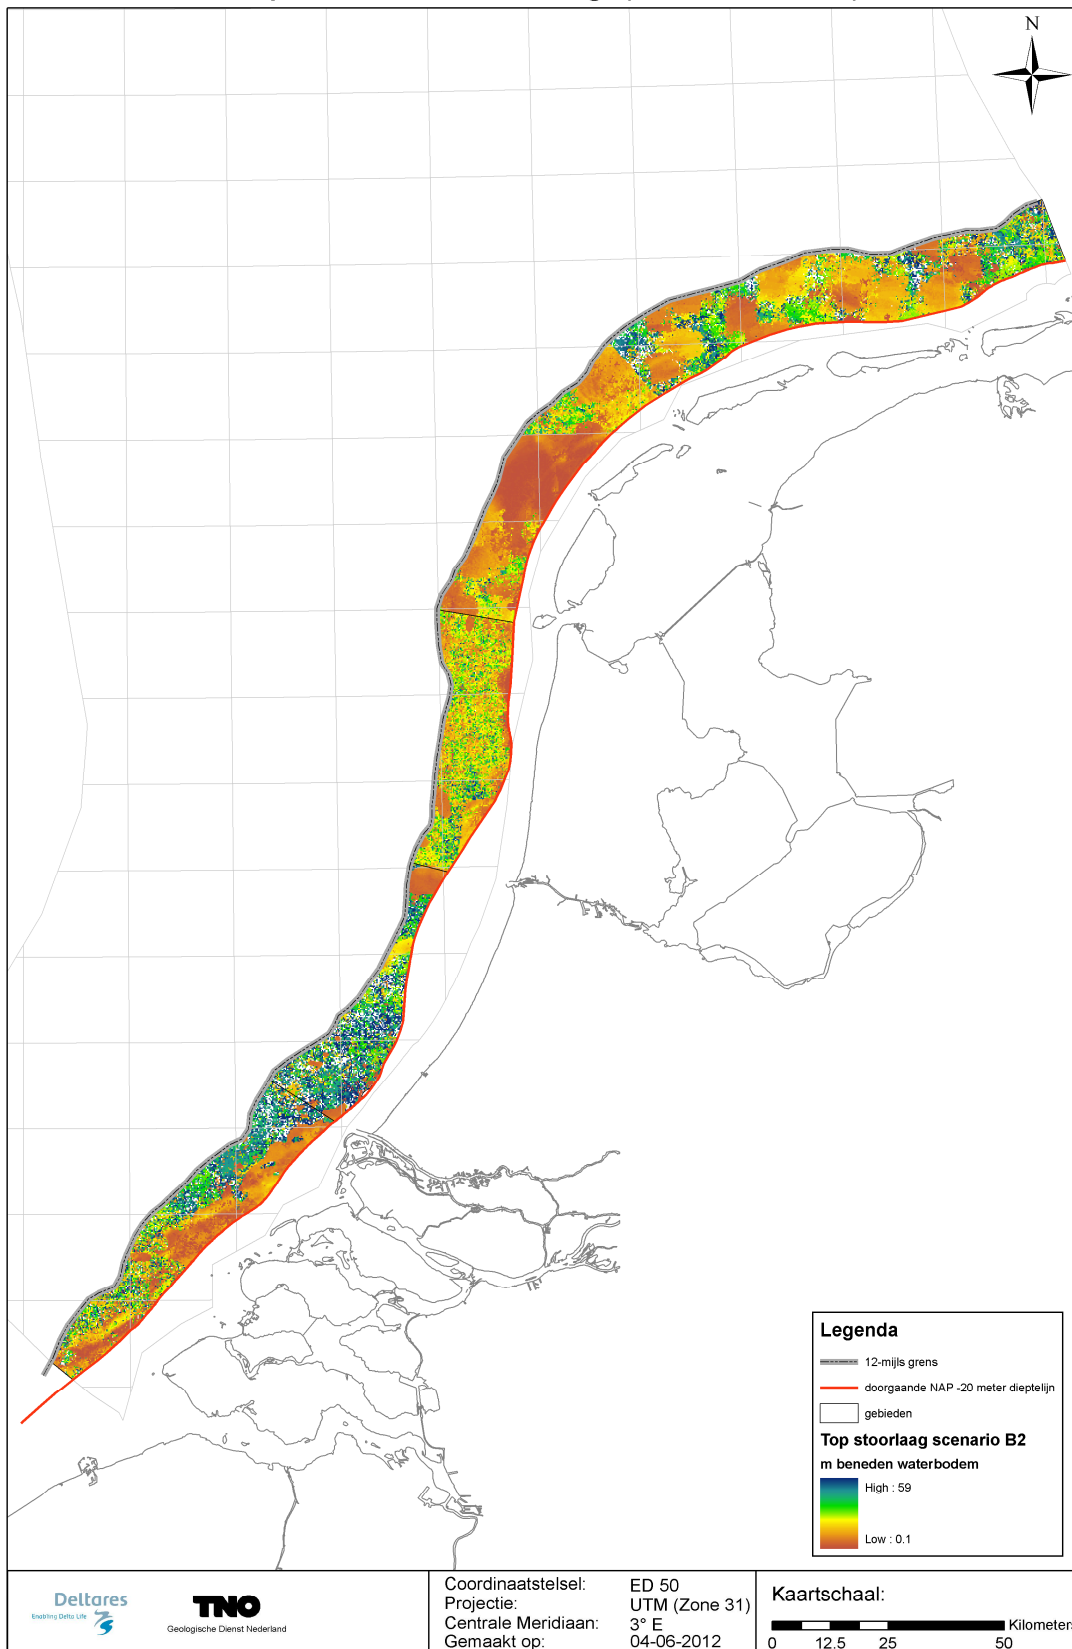 N
Legenda
12-mijls grens
doorgaande NAP -20 meter dieptelijn
gebieden
Top stoorlaag scenario B2
m beneden waterbodem
High : 59
Low : 0.1
Deltares
Enabling Delta Life
TNO
Geologische Dienst Nederland
Coordinaatstelsel: ED 50
Projectie: UTM (Zone 31)
Centrale Meridiaan: 3° E
Gemaakt op: 04-06-2012
Kaartschaal:
Kilometers
0 12.5 25 50